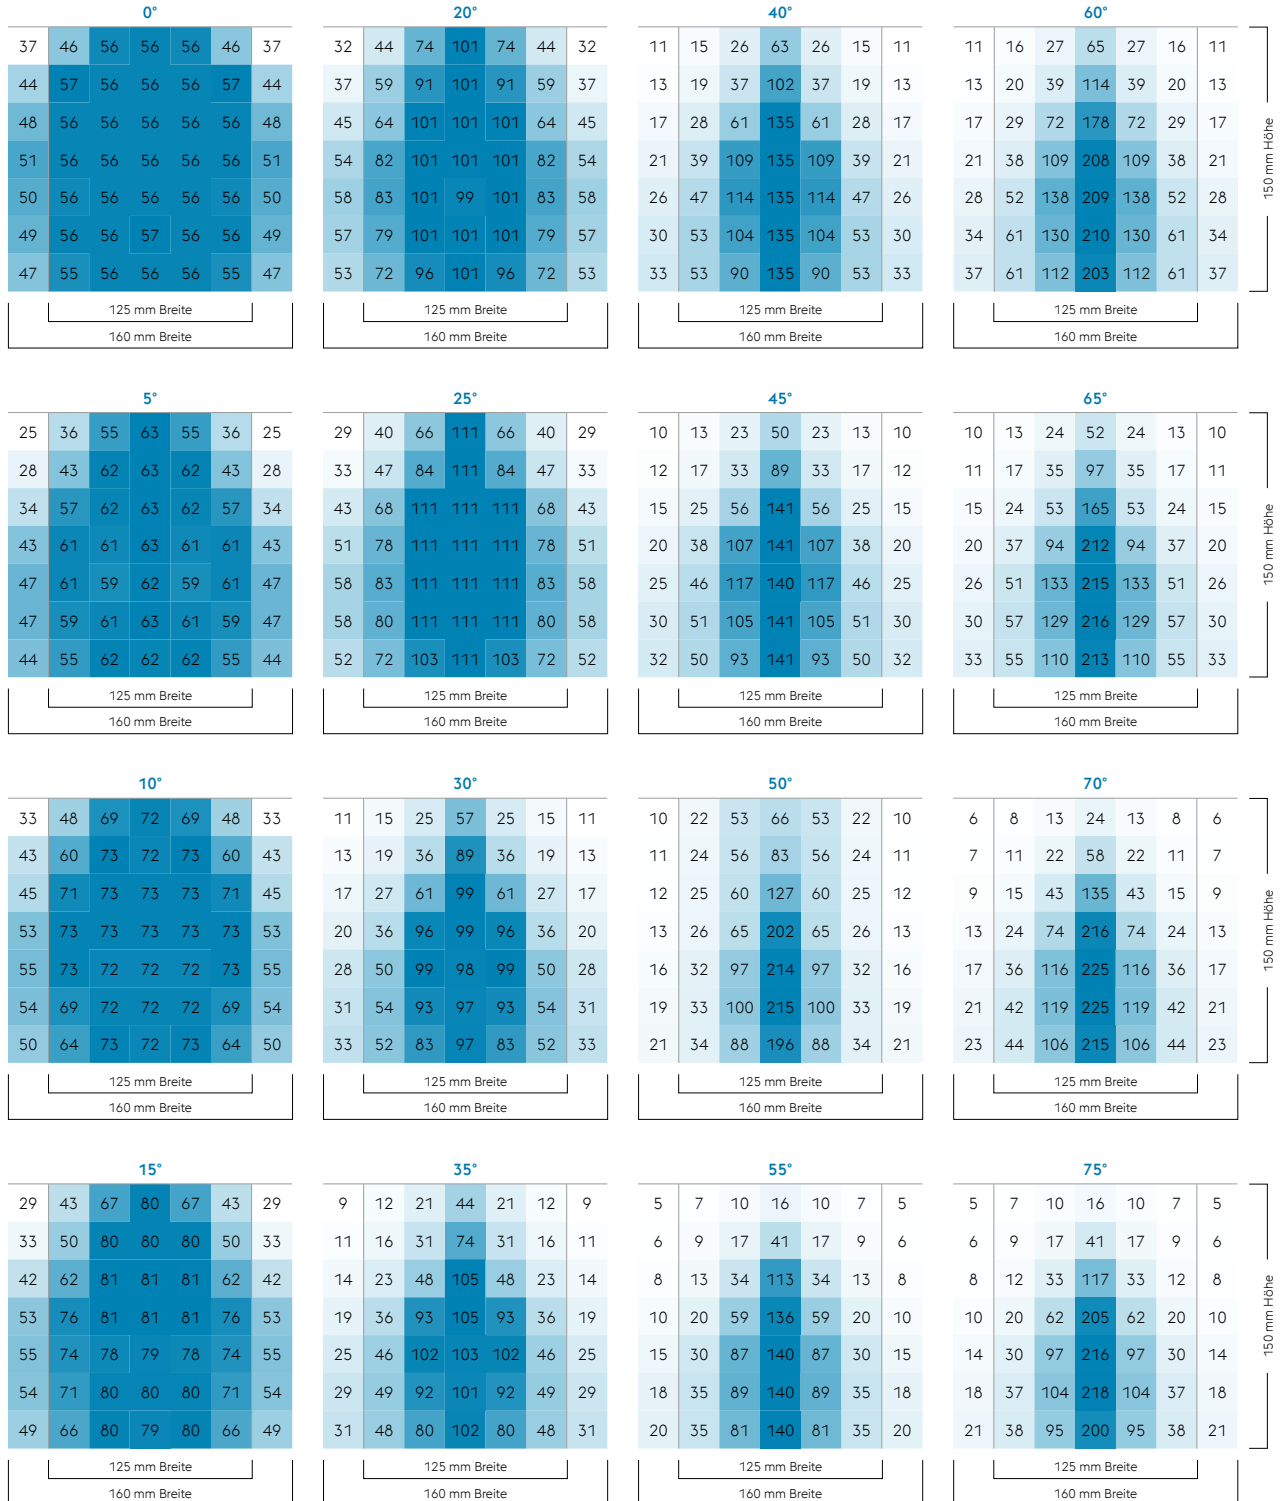 0° 20° 40° 60°
37 46 56 56 56 46 37 32 44 74 101 74 44 32 11 15 26 63 26 15 11 11 16 27 65 27 16 11
44 57 56 56 56 57 44 37 59 91 101 91 59 37 13 19 37 102 37 19 13 13 20 39 114 39 20 13
48 56 56 56 56 56 48 45 64 101 101 101 64 45 17 28 61 135 61 28 17 17 29 72 178 72 29 17
51 56 56 56 56 56 51 54 82 101 101 101 82 54 21 39 109 135 109 39 21 21 38 109 208 109 38 21
50 56 56 56 56 56 50 58 83 101 99 101 83 58 26 47 114 135 114 47 26 28 52 138 209 138 52 28
49 56 56 57 56 56 49 57 79 101 101 101 79 57 30 53 104 135 104 53 30 34 61 130 210 130 61 34
47 55 56 56 56 55 47 53 72 96 101 96 72 53 33 53 90 135 90 53 33 37 61 112 203 112 61 37
150 mm Höhe
125 mm Breite 125 mm Breite 125 mm Breite 125 mm Breite
160 mm Breite 160 mm Breite 160 mm Breite 160 mm Breite
5° 25° 45° 65°
25 36 55 63 55 36 25 29 40 66 111 66 40 29 10 13 23 50 23 13 10 10 13 24 52 24 13 10
28 43 62 63 62 43 28 33 47 84 111 84 47 33 12 17 33 89 33 17 12 11 17 35 97 35 17 11
34 57 62 63 62 57 34 43 68 111 111 111 68 43 15 25 56 141 56 25 15 15 24 53 165 53 24 15
43 61 61 63 61 61 43 51 78 111 111 111 78 51 20 38 107 141 107 38 20 20 37 94 212 94 37 20
47 61 59 62 59 61 47 58 83 111 111 111 83 58 25 46 117 140 117 46 25 26 51 133 215 133 51 26
47 59 61 63 61 59 47 58 80 111 111 111 80 58 30 51 105 141 105 51 30 30 57 129 216 129 57 30
44 55 62 62 62 55 44 52 72 103 111 103 72 52 32 50 93 141 93 50 32 33 55 110 213 110 55 33
150 mm Höhe
125 mm Breite 125 mm Breite 125 mm Breite 125 mm Breite
160 mm Breite 160 mm Breite 160 mm Breite 160 mm Breite
10° 30° 50° 70°
33 48 69 72 69 48 33 11 15 25 57 25 15 11 10 22 53 66 53 22 10 6 8 13 24 13 8 6
43 60 73 72 73 60 43 13 19 36 89 36 19 13 11 24 56 83 56 24 11 7 11 22 58 22 11 7
45 71 73 73 73 71 45 17 27 61 99 61 27 17 12 25 60 127 60 25 12 9 15 43 135 43 15 9
53 73 73 73 73 73 53 20 36 96 99 96 36 20 13 26 65 202 65 26 13 13 24 74 216 74 24 13
55 73 72 72 72 73 55 28 50 99 98 99 50 28 16 32 97 214 97 32 16 17 36 116 225 116 36 17
54 69 72 72 72 69 54 31 54 93 97 93 54 31 19 33 100 215 100 33 19 21 42 119 225 119 42 21
50 64 73 72 73 64 50 33 52 83 97 83 52 33 21 34 88 196 88 34 21 23 44 106 215 106 44 23
150 mm Höhe
125 mm Breite 125 mm Breite 125 mm Breite 125 mm Breite
160 mm Breite 160 mm Breite 160 mm Breite 160 mm Breite
15° 35° 55° 75°
29 43 67 80 67 43 29 9 12 21 44 21 12 9 5 7 10 16 10 7 5 5 7 10 16 10 7 5
33 50 80 80 80 50 33 11 16 31 74 31 16 11 6 9 17 41 17 9 6 6 9 17 41 17 9 6
42 62 81 81 81 62 42 14 23 48 105 48 23 14 8 13 34 113 34 13 8 8 12 33 117 33 12 8
53 76 81 81 81 76 53 19 36 93 105 93 36 19 10 20 59 136 59 20 10 10 20 62 205 62 20 10
55 74 78 79 78 74 55 25 46 102 103 102 46 25 15 30 87 140 87 30 15 14 30 97 216 97 30 14
54 71 80 80 80 71 54 29 49 92 101 92 49 29 18 35 89 140 89 35 18 18 37 104 218 104 37 18
49 66 80 79 80 66 49 31 48 80 102 80 48 31 20 35 81 140 81 35 20 21 38 95 200 95 38 21
150 mm Höhe
125 mm Breite 125 mm Breite 125 mm Breite 125 mm Breite
160 mm Breite 160 mm Breite 160 mm Breite 160 mm Breite